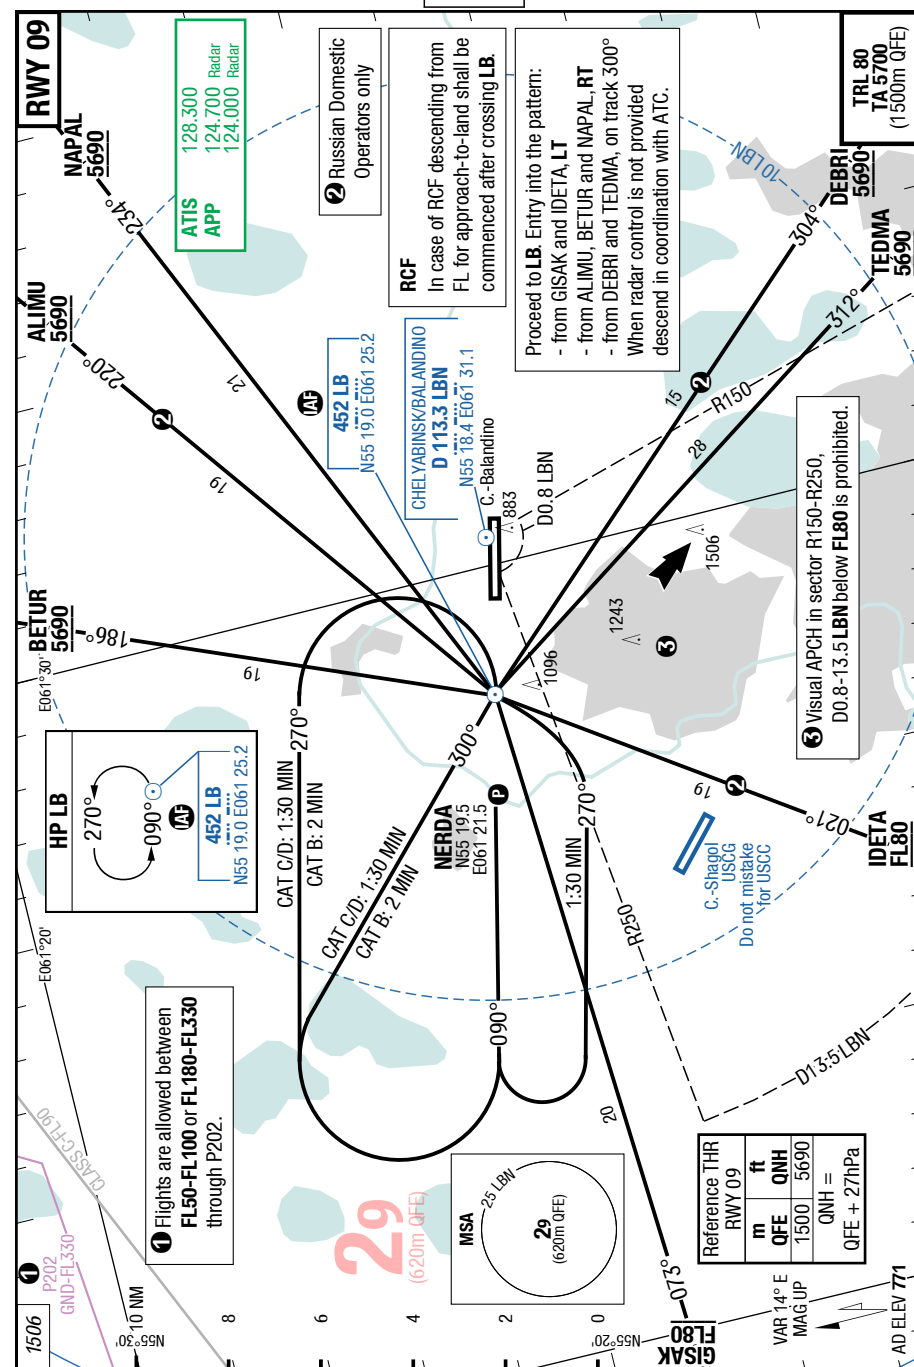 RWY 09
NAPAL
5690
234°
ATIS 128.300
APP 124.700 Radar
124.000 Radar
❷ Russian Domestic
Operators only
RCF
In case of RCF descending from
FL for approach-to-land shall be
commenced after crossing LB.
Proceed to LB. Entry into the pattern:
- from GISAK and IDETA, LT
- from ALIMU, BETUR and NAPAL, RT
- from DEBRI and TEDMA, on track 300°
When radar control is not provided
descend in coordination with ATC.
TRL 80
TA 5700
(1500m QFE)
10 LBN
DEBRI
5690
304°
TEDMA
5690
312°
ALIMU
5690
220°
❷
19
21
IAF
452 LB
N55 19.0 E061 25.2
CHELYABINSK/BALANDINO
D 113.3 LBN
N55 18.4 E061 31.1
C.-Balandino
883
D0.8 LBN
15
❷
R150
28
❸ Visual APCH in sector R150-R250,
D0.8-13.5 LBN below FL80 is prohibited.
1506
1243
❸
1096
BETUR
5690
186°
19
E061°30'
HP LB
270°
090°
IAF
452 LB
N55 19.0 E061 25.2
270°
CAT C/D: 1:30 MIN
CAT B: 2 MIN
300°
CAT C/D: 1:30 MIN
CAT B: 2 MIN
NERDA
N55 19.5
E061 21.5
P
270°
1:30 MIN
090°
19
❷
021°
IDETA
FL80
C.-Shagol
USCG
Do not mistake
for USCC
R250
D13.5 LBN
E061°20'
❶ Flights are allowed between
FL50-FL100 or FL180-FL330
through P202.
CLASS C-FL90
❶
P202
GND-FL330
1506
10 NM
N55°30'
8
6
4
2
0
N55°20'
29
(620m QFE)
MSA
25 LBN
29
(620m QFE)
20
073°
GISAK
FL80
Reference THR
RWY 09
m ft
QFE QNH
1500 5690
QNH =
QFE + 27hPa
VAR 14° E
MAG UP
AD ELEV 771